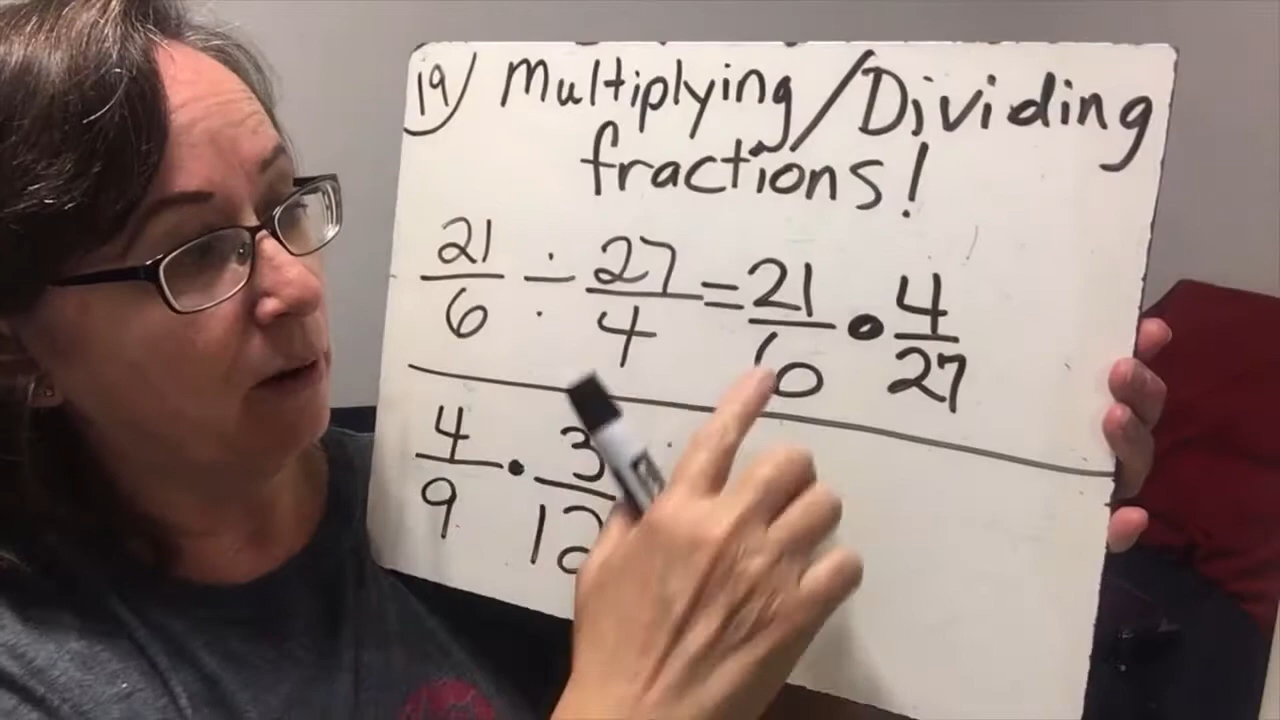 19) Multiplying/Dividing
fractions!
21/6 ÷ 27/4 = 21/6 • 4/27
4/9 • 3/12